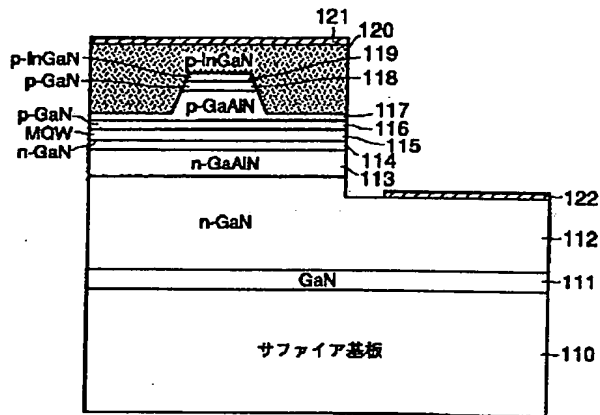 121
120
p-InGaN
p-InGaN
119
p-GaN
118
p-GaAlN
117
p-GaN
116
MQW
115
n-GaN
114
n-GaAlN
113
122
n-GaN
112
GaN
111
サファイア基板
110